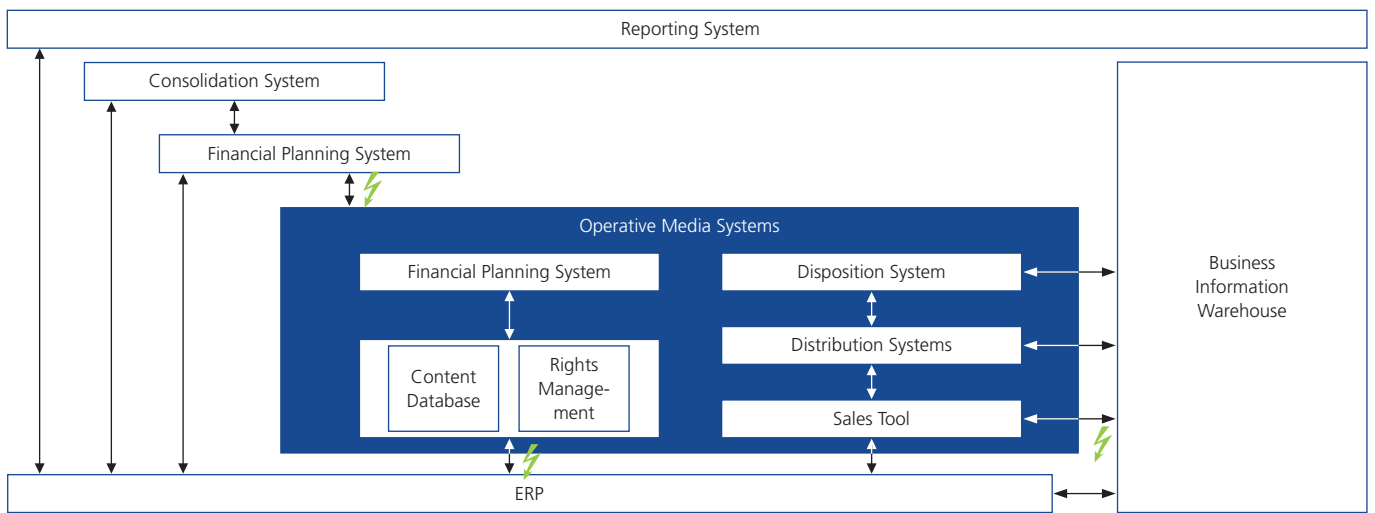 Reporting System
Consolidation System
Financial Planning System
Operative Media Systems
Financial Planning System
Disposition System
Business
Information
Warehouse
Distribution Systems
Content
Database
Rights
Manage-
ment
Sales Tool
ERP